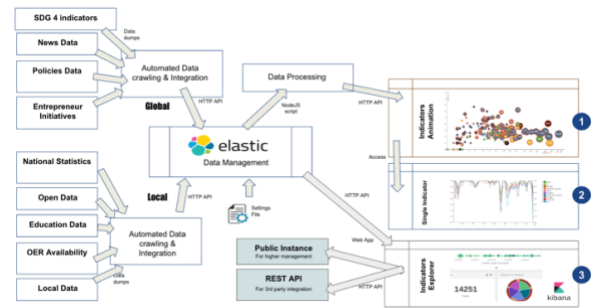 SDG 4 indicators
News Data
Policies Data
Entrepreneur
Initiatives
Data
dumps
Automated Data
crawling & Integration
Global
HTTP API
Data Processing
NodeJS
script
HTTP API
Indicators
Animation
1
elastic
Data Management
Access
National Statistics
Open Data
Education Data
OER Availability
Local Data
Local
HTTP API
Automated Data
crawling &
Integration
Data
dumps
Settings
File
HTTP API
Single Indicator
2
Web App
Public Instance
For higher management
REST API
For 3rd party integration
HTTP API
Indicators
Explorer
14251
kibana
3